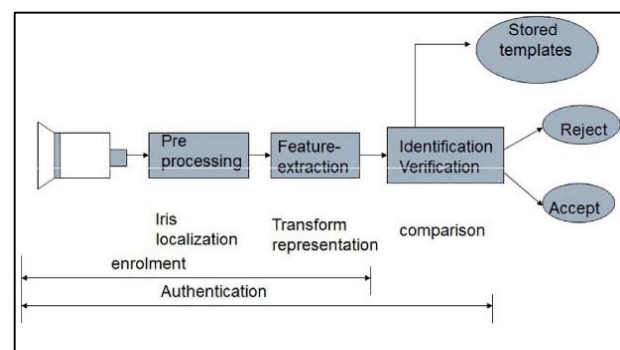 Stored
templates
Pre
processing
Feature-
extraction
Identification
Verification
Reject
Accept
Iris
localization
Transform
representation
comparison
enrolment
Authentication